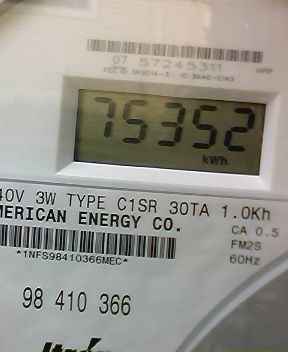 07 57245311
75352
kWh
40V 3W TYPE C1SR 30TA 1.0Kh
MERICAN ENERGY CO.
CA 0.5
FM2S
*1NFS98410366MEC*
60Hz
98 410 366
Itrón